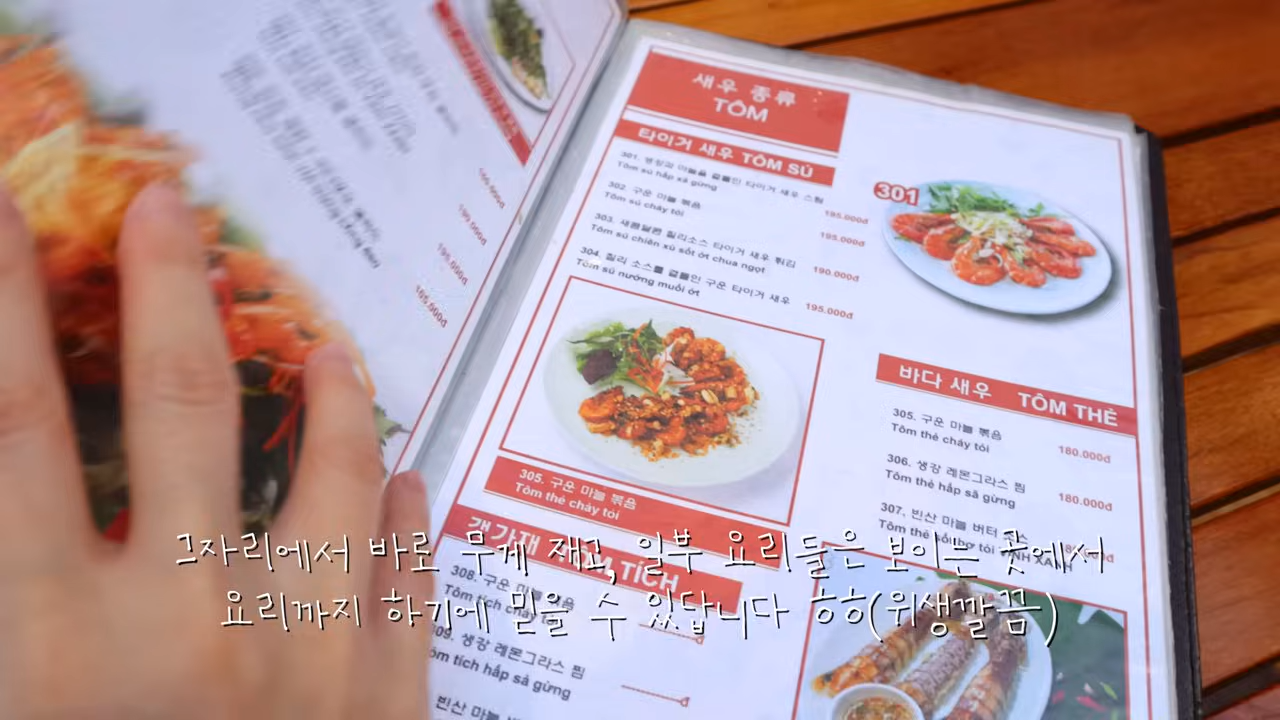 새우 종류
TÔM
타이거 새우 TÔM SÚ
301. 생강과 마늘을 곁들인 타이거 새우 스팀
Tôm sú hấp sả gừng
195.000đ
302. 구운 마늘 볶음
Tôm sú cháy tỏi
195.000đ
303. 새콤달콤 칠리소스 타이거 새우 튀김
Tôm sú chiên xù sốt ớt chua ngọt
190.000đ
304. 칠리 소스를 곁들인 구운 타이거 새우
Tôm sú nướng muối ớt
195.000đ
301
305. 구운 마늘 볶음
Tôm thẻ cháy tỏi
바다 새우 TÔM THẺ
305. 구운 마늘 볶음
Tôm thẻ cháy tỏi
180.000đ
306. 생강 레몬그라스 찜
Tôm thẻ hấp sả gừng
180.000đ
307. 빈산 마늘 버터
갯가재 TÔM TÍCH
308. 구운 마늘 볶음
Tôm tích cháy tỏi
309. 생강 레몬그라스 찜
Tôm tích hấp sả gừng
빈산 마늘
그자리에서 바로 무게 재고, 일부 요리들은 보이는 곳에서
요리까지 하기에 믿을 수 있답니다 ㅎㅎ(위생깔끔)